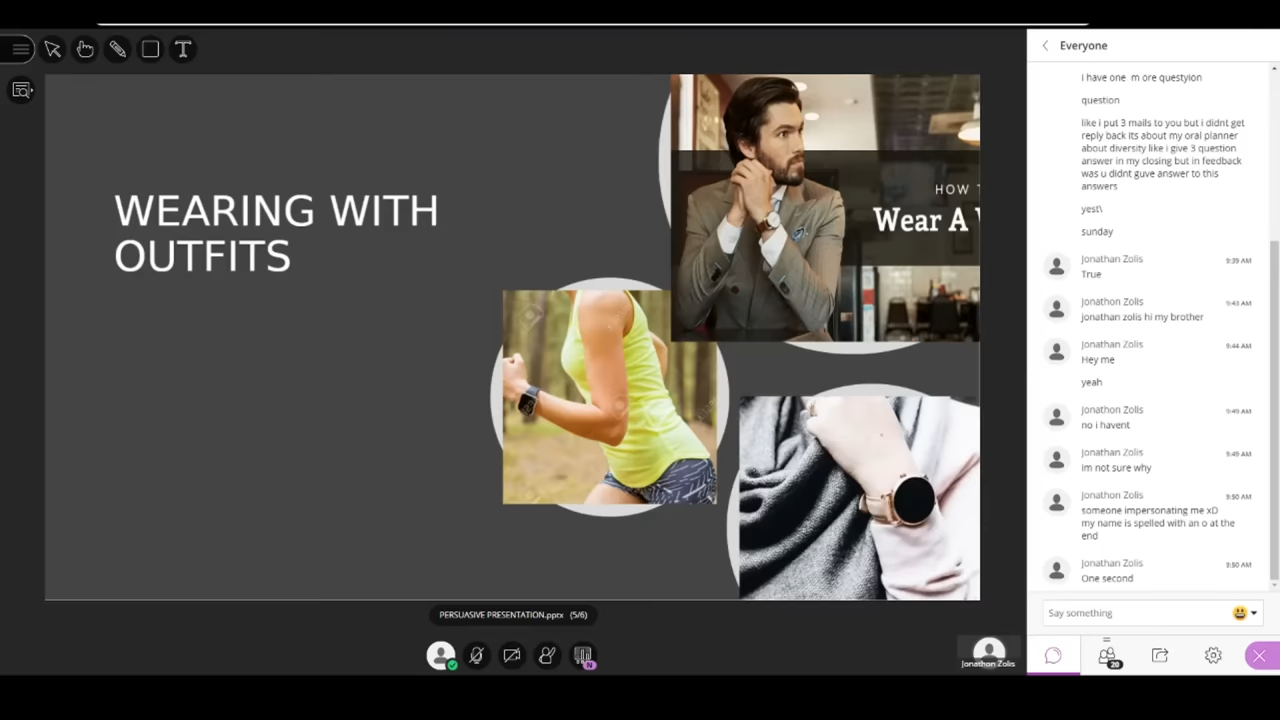 Everyone
WEARING WITH
OUTFITS
HOW
Wear A
i have one m ore questyion
question
like i put 3 mails to you but i didnt get
reply back its about my oral planner
about diversity like i give 3 question
answer in my closing but in feedback
was u didnt guve answer to this
answers
yest\
sunday
Jonathan Zolis 9:39 AM
True
Jonathon Zolis 9:43 AM
jonathan zolis hi my brother
Jonathan Zolis 9:44 AM
Hey me
yeah
Jonathon Zolis 9:49 AM
no i havent
Jonathan Zolis 9:49 AM
im not sure why
Jonathon Zolis 9:50 AM
someone impersonating me xD
my name is spelled with an o at the
end
Jonathan Zolis 9:50 AM
One second
Say something
PERSUASIVE PRESENTATION.pptx (5/6)
N
Jonathon Zolis
20